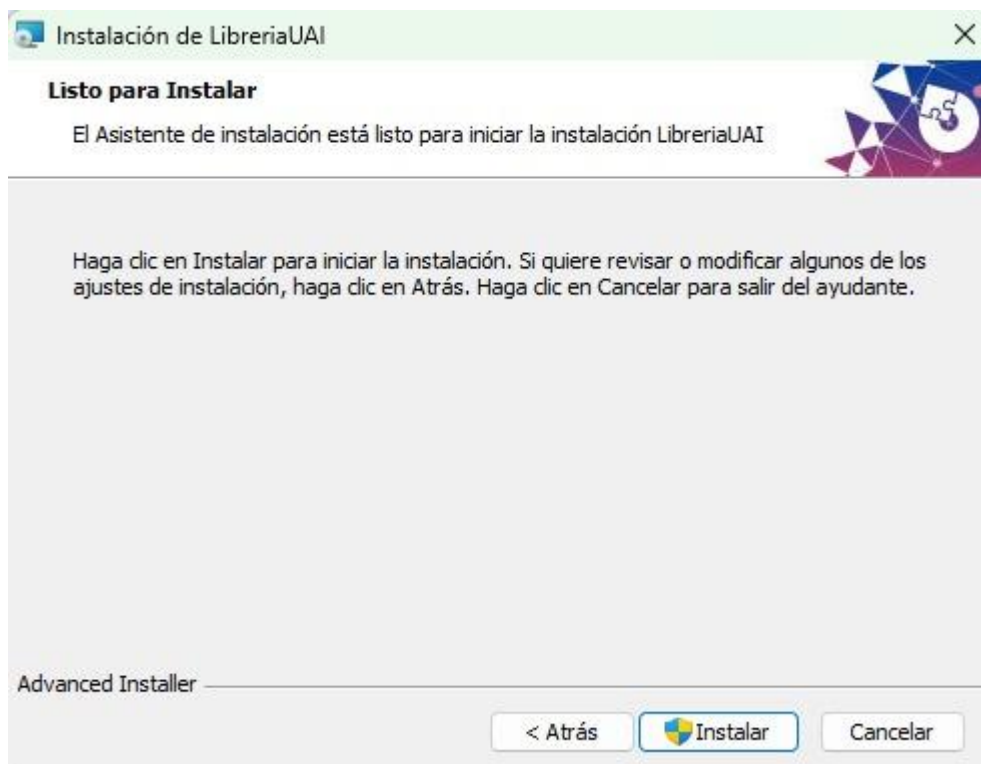 Instalación de LibreriaUAI
Listo para Instalar
El Asistente de instalación está listo para iniciar la instalación LibreriaUAI
Haga clic en Instalar para iniciar la instalación. Si quiere revisar o modificar algunos de los
ajustes de instalación, haga clic en Atrás. Haga clic en Cancelar para salir del ayudante.
Advanced Installer
< Atrás
Instalar
Cancelar